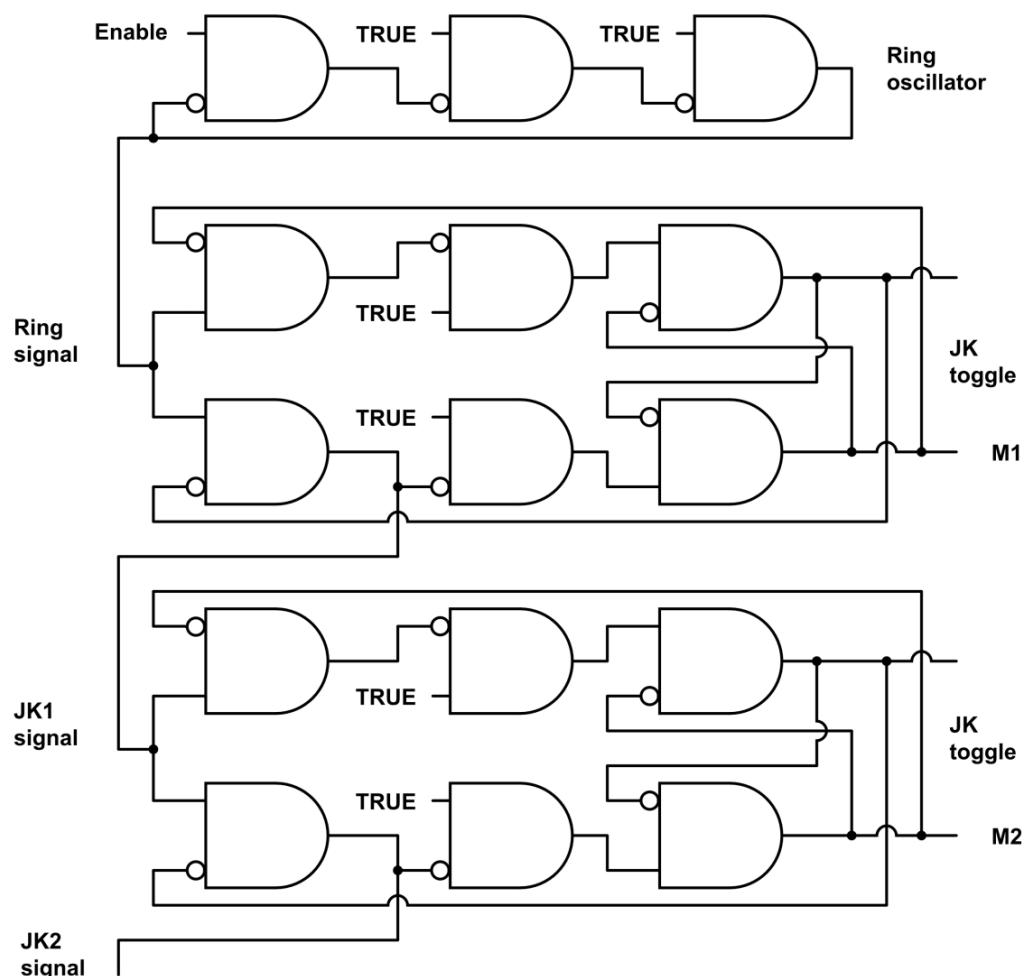 Enable
TRUE
TRUE
Ring
oscillator
TRUE
Ring
signal
JK
toggle
TRUE
M1
TRUE
JK1
signal
JK
toggle
TRUE
M2
JK2
signal